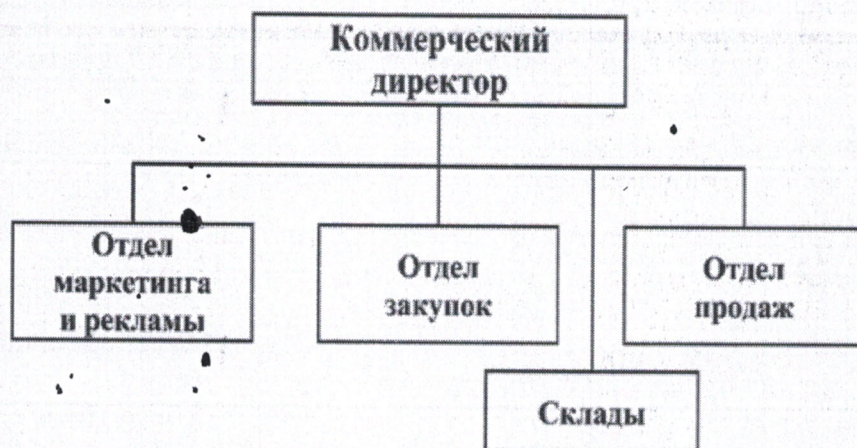 Коммерческий
директор
Отдел
маркетинга
и рекламы
Отдел
закупок
Отдел
продаж
Склады